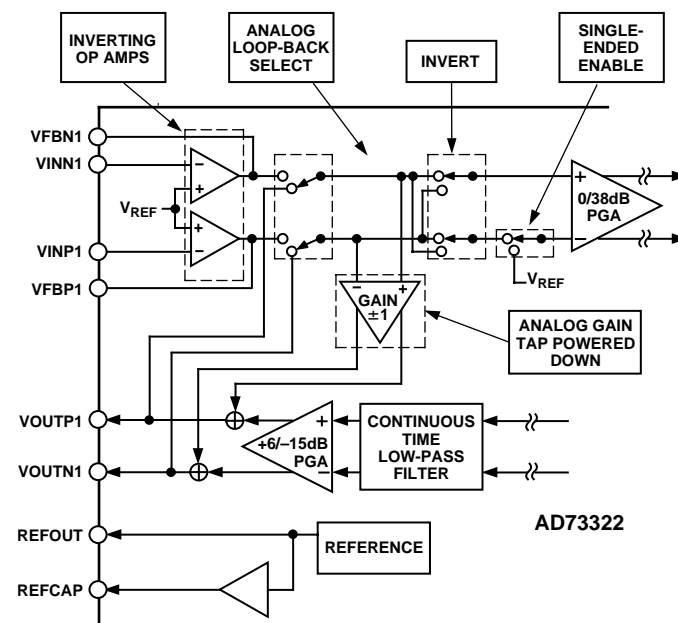 INVERTING
OP AMPS
ANALOG
LOOP-BACK
SELECT
INVERT
SINGLE-
ENDED
ENABLE
VFBN1
VINN1
VREF
VINP1
VFBP1
−
+
+
−
+
0/38dB
PGA
−
VREF
− +
GAIN
±1
ANALOG GAIN
TAP POWERED
DOWN
VOUTP1
VOUTN1
+
+6/–15dB
PGA
−
CONTINUOUS
TIME
LOW-PASS
FILTER
AD73322
REFOUT
REFERENCE
REFCAP